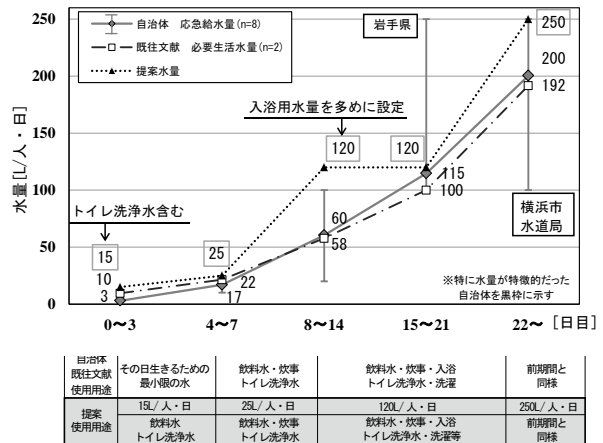 自治体　応急給水量(n=8)
既往文献　必要生活水量(n=2)
提案水量
岩手県
250
200
192
入浴用水量を多めに設定
120
120
115
100
トイレ洗浄水含む
60
58
15
10
3
25
22
17
横浜市
水道局
※特に水量が特徴的だった
自治体を黒枠に示す
水量[L/人・日]
250
200
150
100
50
0
0～3
4～7
8～14
15～21
22～
[日目]
自治体
既往文献
使用用途
その日生きるための
最小限の水
飲料水・炊事
トイレ洗浄水
飲料水・炊事・入浴
トイレ洗浄水・洗濯
前期間と
同様
提案
使用用途
15L/人・日
25L/人・日
120L/人・日
250L/人・日
飲料水
トイレ洗浄水
飲料水・炊事
トイレ洗浄水
飲料水・炊事・入浴
トイレ洗浄水・洗濯等
前期間と
同様